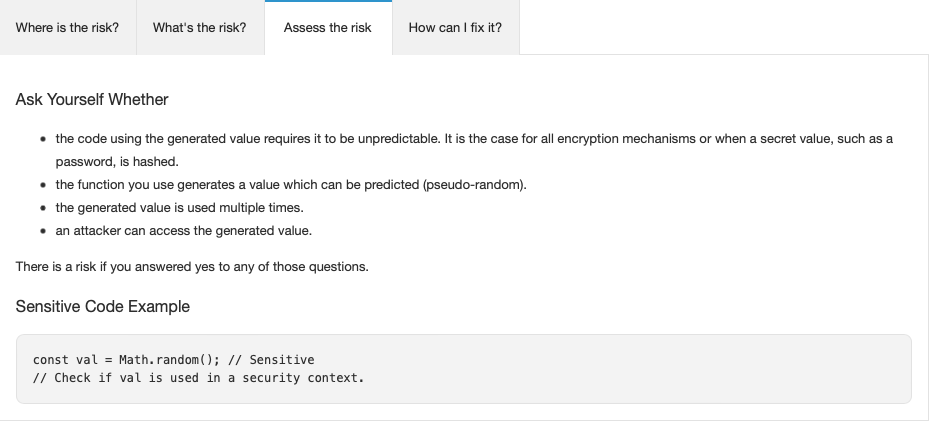 Where is the risk?
What's the risk?
Assess the risk
How can I fix it?
Ask Yourself Whether
• the code using the generated value requires it to be unpredictable. It is the case for all encryption mechanisms or when a secret value, such as a
password, is hashed.
• the function you use generates a value which can be predicted (pseudo-random).
• the generated value is used multiple times.
• an attacker can access the generated value.
There is a risk if you answered yes to any of those questions.
Sensitive Code Example
const val = Math.random(); // Sensitive
// Check if val is used in a security context.